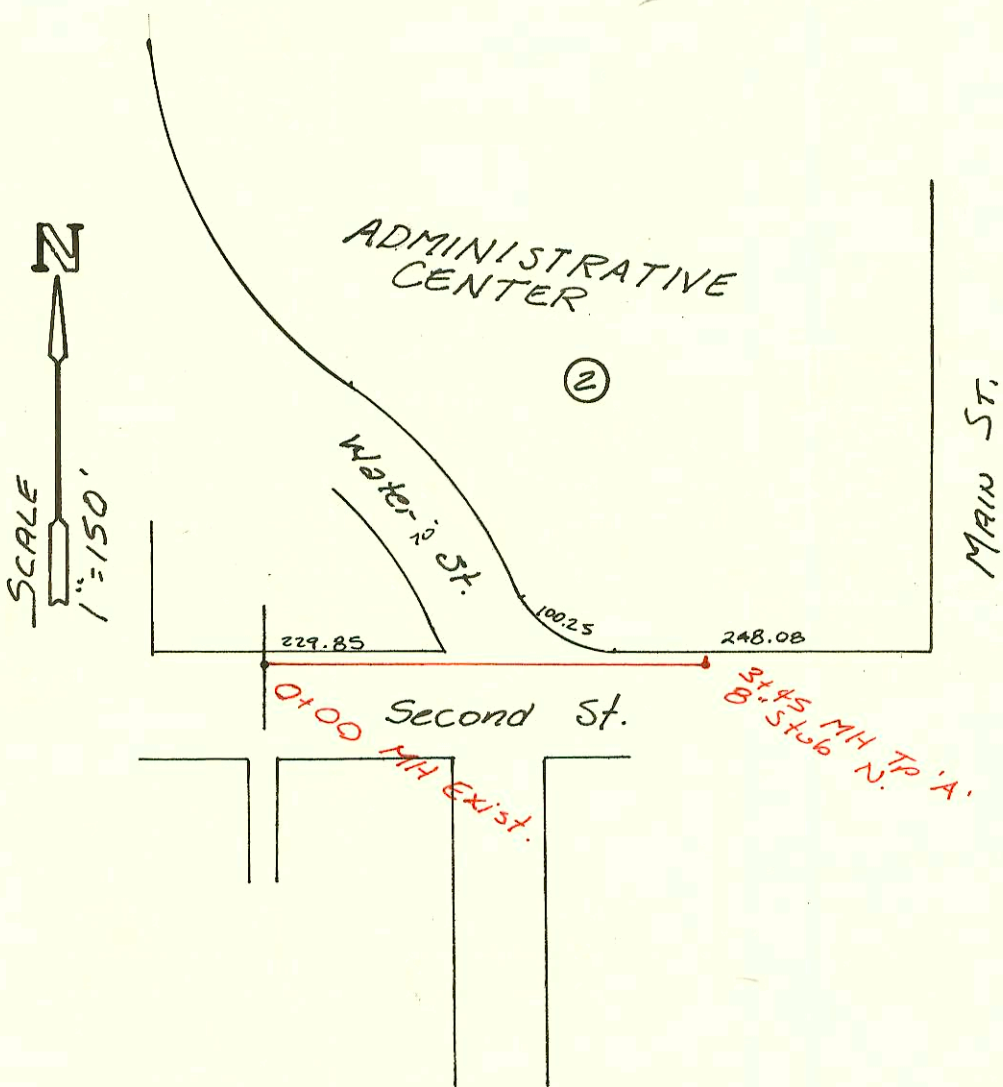 N
ADMINISTRATIVE
CENTER
2
SCALE
1"=150'
MAIN ST.
Water St.
70
229.85
100.25
248.08
Second St.
0+00 MH Exist.
3+45 MH TP 'A'
8" Stub N.